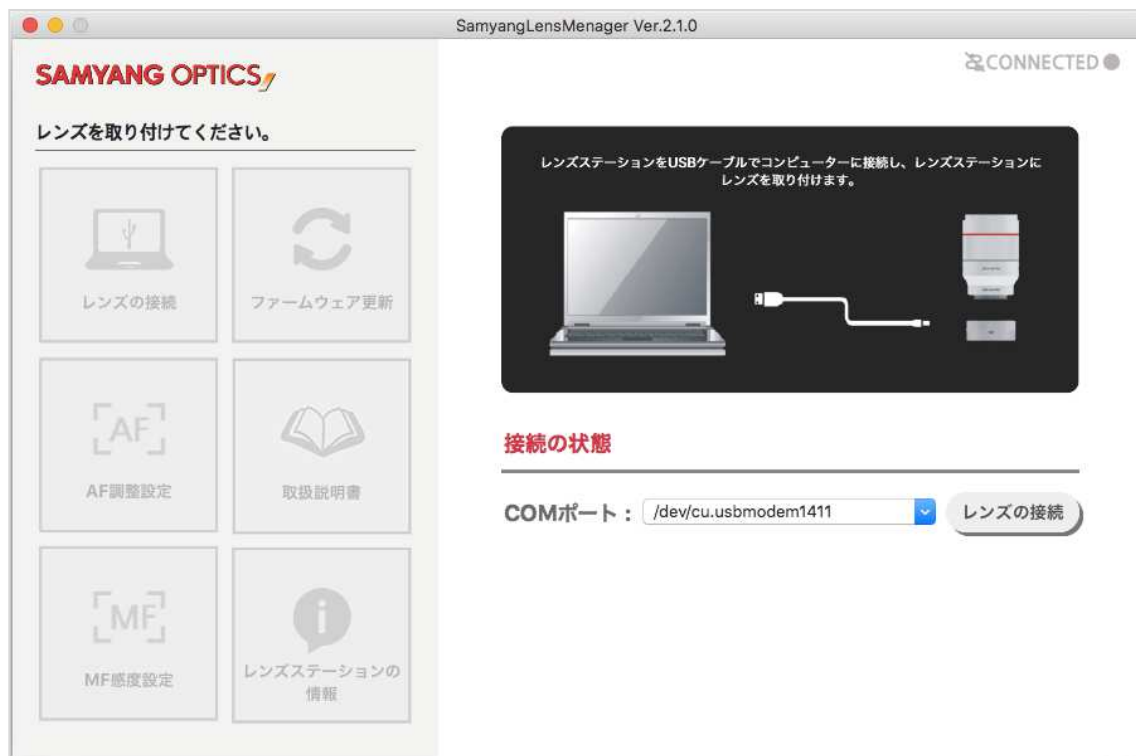 SamyangLensMenager Ver.2.1.0
SAMYANG OPTICS
CONNECTED
レンズを取り付けてください。
レンズの接続
ファームウェア更新
AF
AF調整設定
取扱説明書
MF
MF感度設定
i
レンズステーションの
情報
レンズステーションをUSBケーブルでコンピューターに接続し、レンズステーションに
レンズを取り付けます。
接続の状態
COMポート： /dev/cu.usbmodem1411 レンズの接続